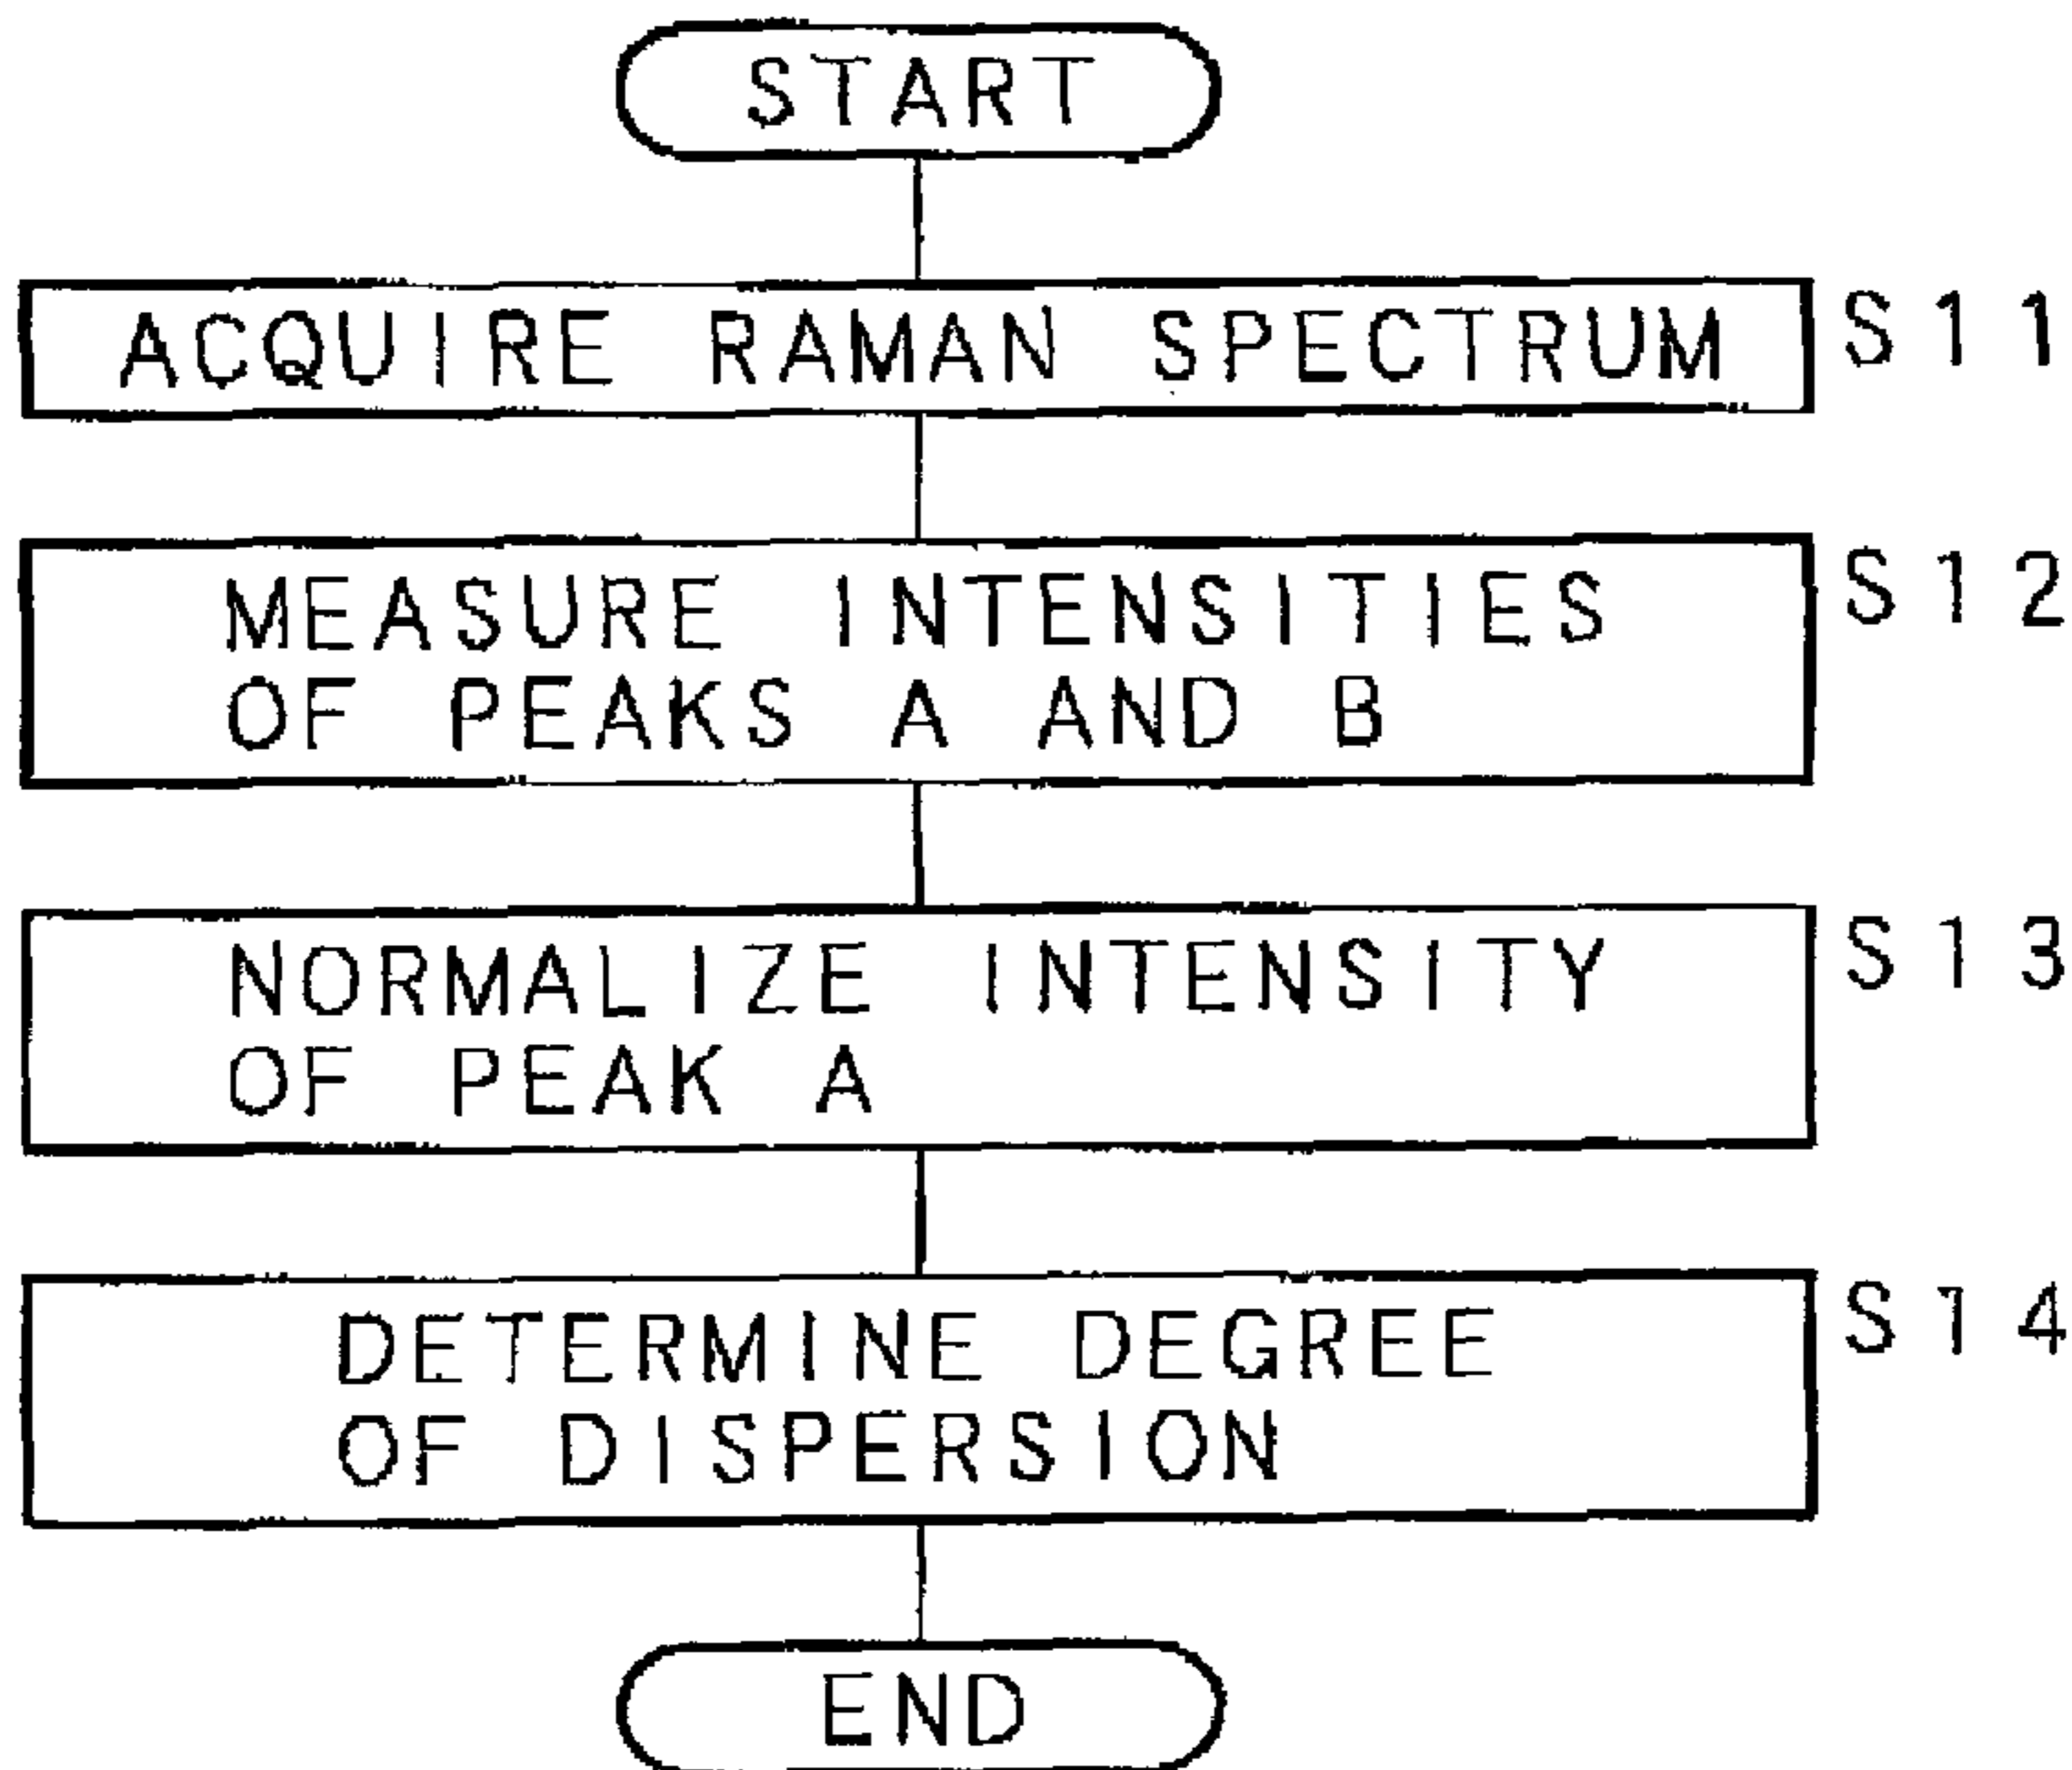 START
ACQUIRE RAMAN SPECTRUM S11
MEASURE INTENSITIES S12
OF PEAKS A AND B
NORMALIZE INTENSITY S13
OF PEAK A
DETERMINE DEGREE S14
OF DISPERSION
END